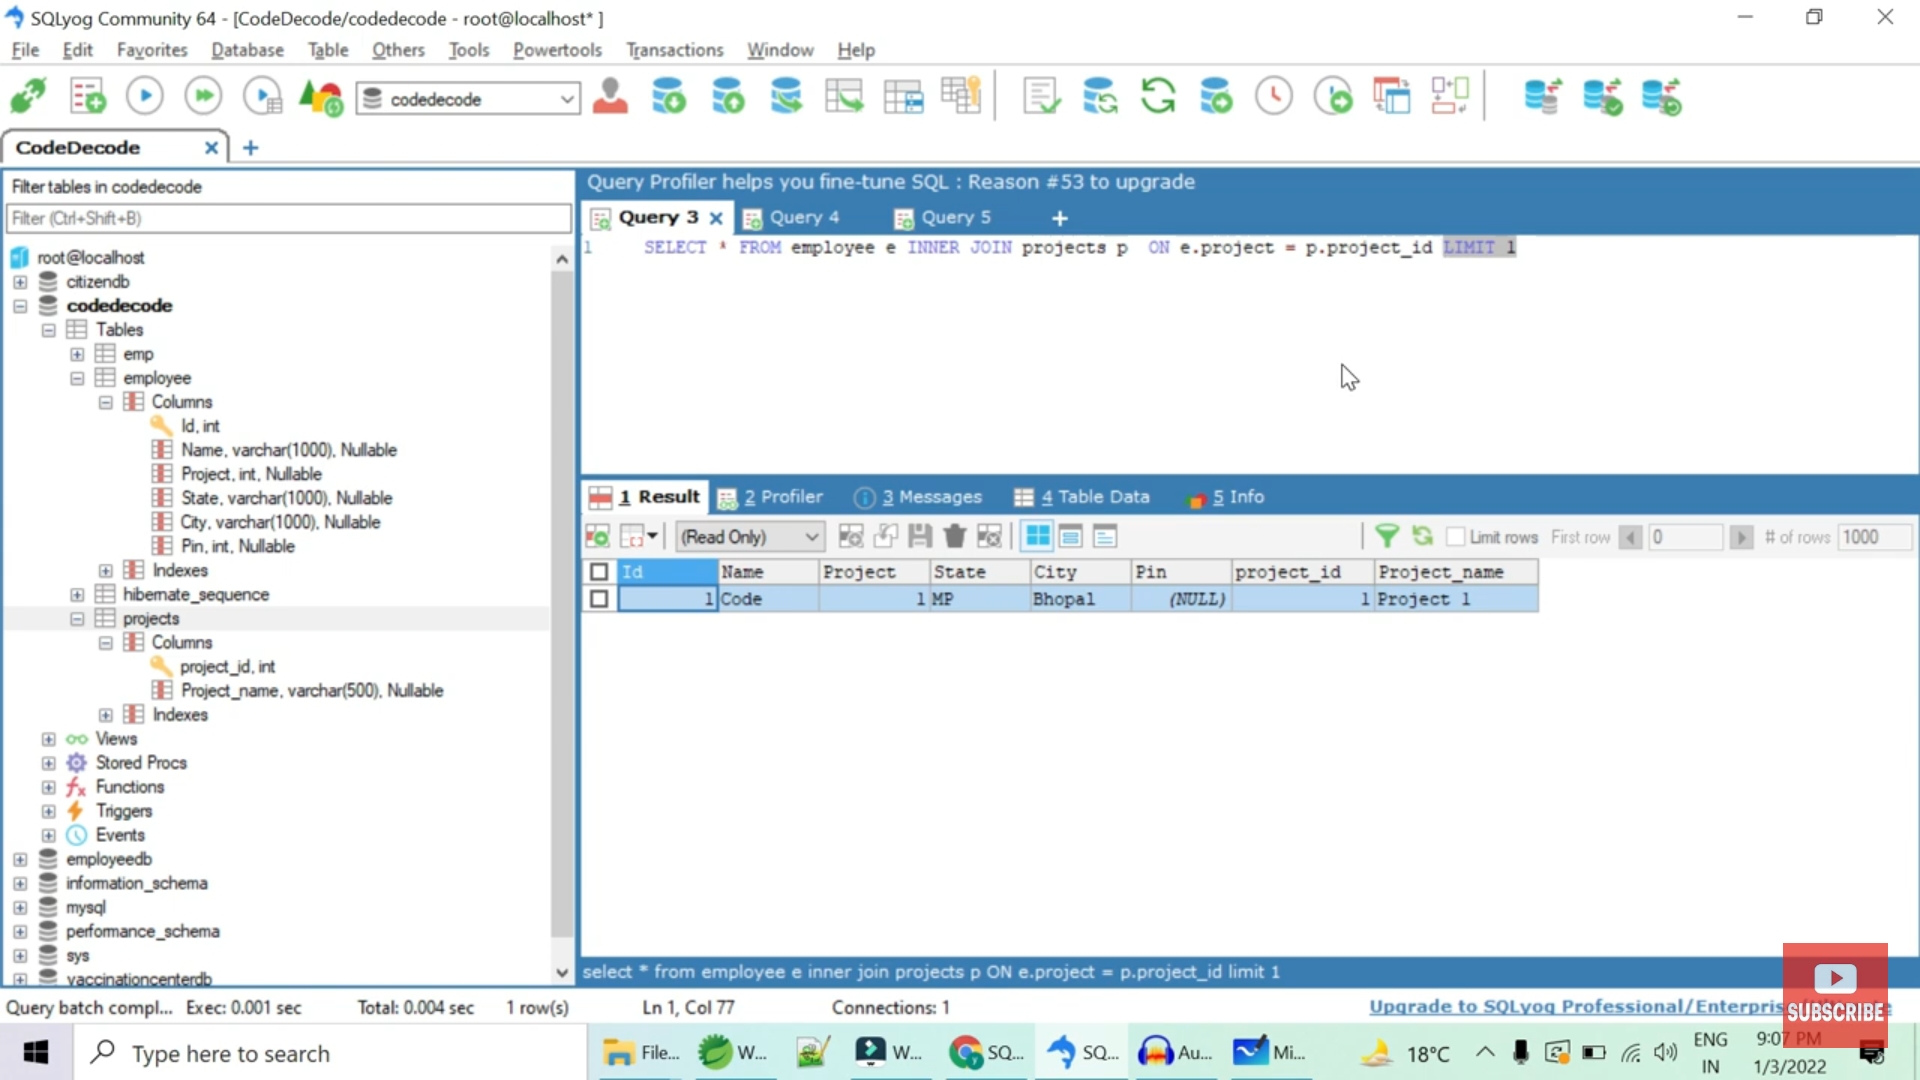 SQLyog Community 64 - [CodeDecode/codedecode - root@localhost* ]
File Edit Favorites Database Table Others Tools Powertools Transactions Window Help
codedecode
CodeDecode
Filter tables in codedecode
Filter (Ctrl+Shift+B)
root@localhost
citizendb
codedecode
Tables
emp
employee
Columns
Id, int
Name, varchar(1000), Nullable
Project, int, Nullable
State, varchar(1000), Nullable
City, varchar(1000), Nullable
Pin, int, Nullable
Indexes
hibernate_sequence
projects
Columns
project_id, int
Project_name, varchar(500), Nullable
Indexes
Views
Stored Procs
Functions
Triggers
Events
employeedb
information_schema
mysql
performance_schema
sys
vaccinationcenterdb
Query Profiler helps you fine-tune SQL : Reason #53 to upgrade
Query 3 Query 4 Query 5
1 SELECT * FROM employee e INNER JOIN projects p ON e.project = p.project_id LIMIT 1
1 Result 2 Profiler 3 Messages 4 Table Data 5 Info
(Read Only) Limit rows First row 0 # of rows 1000
Id Name Project State City Pin project_id Project_name
1 Code 1 MP Bhopal (NULL) 1 Project 1
select * from employee e inner join projects p ON e.project = p.project_id limit 1
Query batch compl... Exec: 0.001 sec Total: 0.004 sec 1 row(s) Ln 1, Col 77 Connections: 1 Upgrade to SQLyog Professional/Enterpris
SUBSCRIBE
Type here to search File... W... W... SQ... SQ... Au... Mi... 18°C
ENG
IN
9:07 PM
1/3/2022